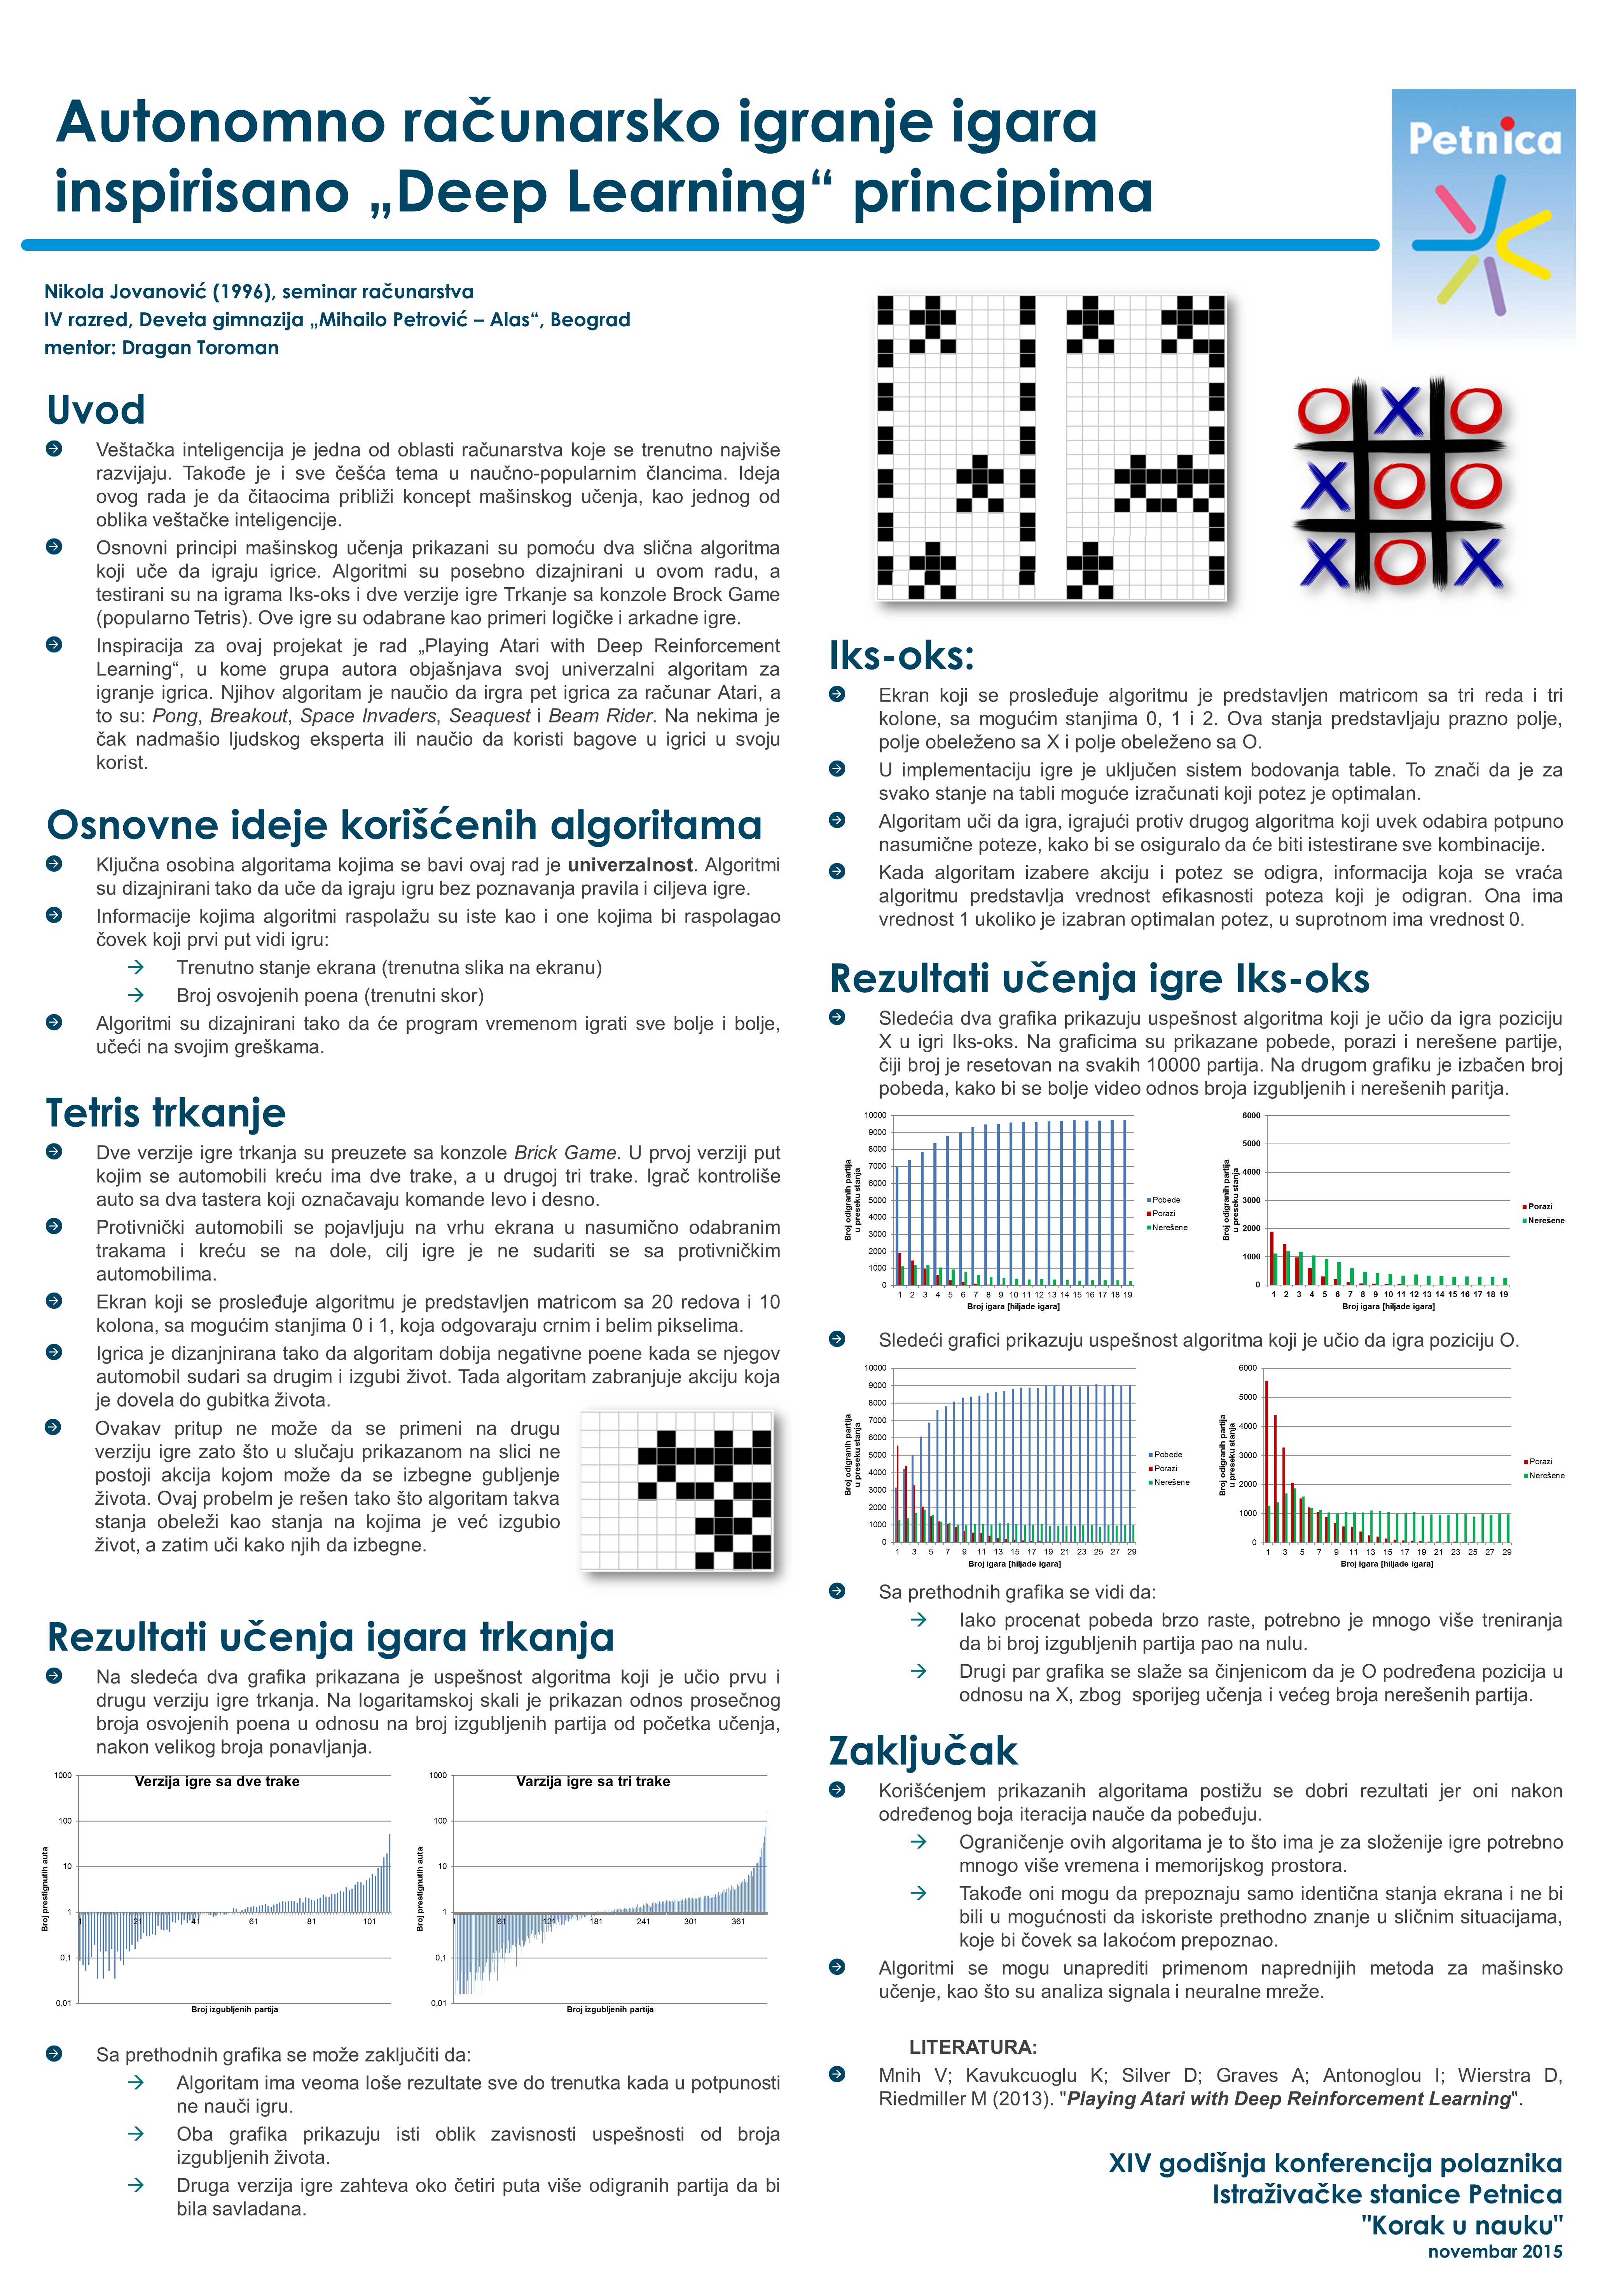 Autonomno računarsko igranje igara
inspirisano „Deep Learning“ principima
Petnica
Nikola Jovanović (1996), seminar računarstva
IV razred, Deveta gimnazija „Mihailo Petrović – Alas“, Beograd
mentor: Dragan Toroman
Uvod
Veštačka inteligencija je jedna od oblasti računarstva koje se trenutno najviše
razvijaju. Takođe je i sve češća tema u naučno-popularnim člancima. Ideja
ovog rada je da čitaocima približi koncept mašinskog učenja, kao jednog od
oblika veštačke inteligencije.
Osnovni principi mašinskog učenja prikazani su pomoću dva slična algoritma
koji uče da igraju igrice. Algoritmi su posebno dizajnirani u ovom radu, a
testirani su na igrama Iks-oks i dve verzije igre Trkanje sa konzole Brock Game
(popularno Tetris). Ove igre su odabrane kao primeri logičke i arkadne igre.
Inspiracija za ovaj projekat je rad „Playing Atari with Deep Reinforcement
Learning“, u kome grupa autora objašnjava svoj univerzalni algoritam za
igranje igrica. Njihov algoritam je naučio da irgra pet igrica za računar Atari, a
to su: Pong, Breakout, Space Invaders, Seaquest i Beam Rider. Na nekima je
čak nadmašio ljudskog eksperta ili naučio da koristi bagove u igrici u svoju
korist.
Osnovne ideje korišćenih algoritama
Ključna osobina algoritama kojima se bavi ovaj rad je univerzalnost. Algoritmi
su dizajnirani tako da uče da igraju igru bez poznavanja pravila i ciljeva igre.
Informacije kojima algoritmi raspolažu su iste kao i one kojima bi raspolagao
čovek koji prvi put vidi igru:
Trenutno stanje ekrana (trenutna slika na ekranu)
Broj osvojenih poena (trenutni skor)
Algoritmi su dizajnirani tako da će program vremenom igrati sve bolje i bolje,
učeći na svojim greškama.
Tetris trkanje
Dve verzije igre trkanja su preuzete sa konzole Brick Game. U prvoj verziji put
kojim se automobili kreću ima dve trake, a u drugoj tri trake. Igrač kontroliše
auto sa dva tastera koji označavaju komande levo i desno.
Protivnički automobili se pojavljuju na vrhu ekrana u nasumično odabranim
trakama i kreću se na dole, cilj igre je ne sudariti se sa protivničkim
automobilima.
Ekran koji se prosleđuje algoritmu je predstavljen matricom sa 20 redova i 10
kolona, sa mogućim stanjima 0 i 1, koja odgovaraju crnim i belim pikselima.
Igrica je dizanjnirana tako da algoritam dobija negativne poene kada se njegov
automobil sudari sa drugim i izgubi život. Tada algoritam zabranjuje akciju koja
je dovela do gubitka života.
Ovakav pritup ne može da se primeni na drugu
verziju igre zato što u slučaju prikazanom na slici ne
postoji akcija kojom može da se izbegne gubljenje
života. Ovaj probelm je rešen tako što algoritam takva
stanja obeleži kao stanja na kojima je već izgubio
život, a zatim uči kako njih da izbegne.
Rezultati učenja igara trkanja
Na sledeća dva grafika prikazana je uspešnost algoritma koji je učio prvu i
drugu verziju igre trkanja. Na logaritamskoj skali je prikazan odnos prosečnog
broja osvojenih poena u odnosu na broj izgubljenih partija od početka učenja,
nakon velikog broja ponavljanja.
Verzija igre sa dve trake
1000
100
10
1
0,1
0,01
1 21 41 61 81 101
Broj prestignutih auta
Broj izgubljenih partija
Varzija igre sa tri trake
1000
100
10
1
0,1
0,01
1 61 121 181 241 301 361
Broj prestignutih auta
Broj izgubljenih partija
Sa prethodnih grafika se može zaključiti da:
Algoritam ima veoma loše rezultate sve do trenutka kada u potpunosti
ne nauči igru.
Oba grafika prikazuju isti oblik zavisnosti uspešnosti od broja
izgubljenih života.
Druga verzija igre zahteva oko četiri puta više odigranih partija da bi
bila savladana.
O X O
X O O
X O X
Iks-oks:
Ekran koji se prosleđuje algoritmu je predstavljen matricom sa tri reda i tri
kolone, sa mogućim stanjima 0, 1 i 2. Ova stanja predstavljaju prazno polje,
polje obeleženo sa X i polje obeleženo sa O.
U implementaciju igre je uključen sistem bodovanja table. To znači da je za
svako stanje na tabli moguće izračunati koji potez je optimalan.
Algoritam uči da igra, igrajući protiv drugog algoritma koji uvek odabira potpuno
nasumične poteze, kako bi se osiguralo da će biti istestirane sve kombinacije.
Kada algoritam izabere akciju i potez se odigra, informacija koja se vraća
algoritmu predstavlja vrednost efikasnosti poteza koji je odigran. Ona ima
vrednost 1 ukoliko je izabran optimalan potez, u suprotnom ima vrednost 0.
Rezultati učenja igre Iks-oks
Sledećia dva grafika prikazuju uspešnost algoritma koji je učio da igra poziciju
X u igri Iks-oks. Na graficima su prikazane pobede, porazi i nerešene partije,
čiji broj je resetovan na svakih 10000 partija. Na drugom grafiku je izbačen broj
pobeda, kako bi se bolje video odnos broja izgubljenih i nerešenih paritja.
10000
9000
8000
7000
6000
5000
4000
3000
2000
1000
0
1 2 3 4 5 6 7 8 9 10 11 12 13 14 15 16 17 18 19
Broj odigranih partija
u preseku stanja
Broj igara [hiljade igara]
Pobede
Porazi
Nerešene
6000
5000
4000
3000
2000
1000
0
1 2 3 4 5 6 7 8 9 10 11 12 13 14 15 16 17 18 19
Broj odigranih partija
u preseku stanja
Broj igara [hiljade igara]
Porazi
Nerešene
Sledeći grafici prikazuju uspešnost algoritma koji je učio da igra poziciju O.
10000
9000
8000
7000
6000
5000
4000
3000
2000
1000
0
1 3 5 7 9 11 13 15 17 19 21 23 25 27 29
Broj odigranih partija
u preseku stanja
Broj igara [hiljade igara]
Pobede
Porazi
Nerešene
6000
5000
4000
3000
2000
1000
0
1 3 5 7 9 11 13 15 17 19 21 23 25 27 29
Broj odigranih partija
u preseku stanja
Broj igara [hiljade igara]
Porazi
Nerešene
Sa prethodnih grafika se vidi da:
Iako procenat pobeda brzo raste, potrebno je mnogo više treniranja
da bi broj izgubljenih partija pao na nulu.
Drugi par grafika se slaže sa činjenicom da je O podređena pozicija u
odnosu na X, zbog sporijeg učenja i većeg broja nerešenih partija.
Zaključak
Korišćenjem prikazanih algoritama postižu se dobri rezultati jer oni nakon
određenog boja iteracija nauče da pobeđuju.
Ograničenje ovih algoritama je to što ima je za složenije igre potrebno
mnogo više vremena i memorijskog prostora.
Takođe oni mogu da prepoznaju samo identična stanja ekrana i ne bi
bili u mogućnosti da iskoriste prethodno znanje u sličnim situacijama,
koje bi čovek sa lakoćom prepoznao.
Algoritmi se mogu unaprediti primenom naprednijih metoda za mašinsko
učenje, kao što su analiza signala i neuralne mreže.
LITERATURA:
Mnih V; Kavukcuoglu K; Silver D; Graves A; Antonoglou I; Wierstra D,
Riedmiller M (2013). "Playing Atari with Deep Reinforcement Learning".
XIV godišnja konferencija polaznika
Istraživačke stanice Petnica
"Korak u nauku"
novembar 2015